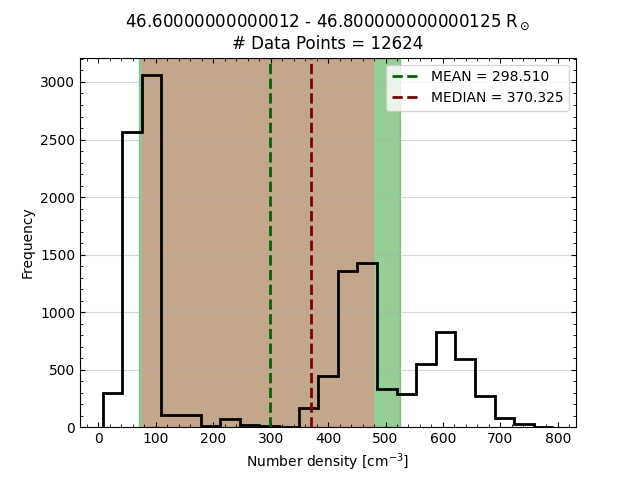 46.60000000000012 - 46.800000000000125 R⊙
# Data Points = 12624
MEAN = 298.510
MEDIAN = 370.325
Frequency
3000
2500
2000
1500
1000
500
0
0 100 200 300 400 500 600 700 800
Number density [cm⁻³]